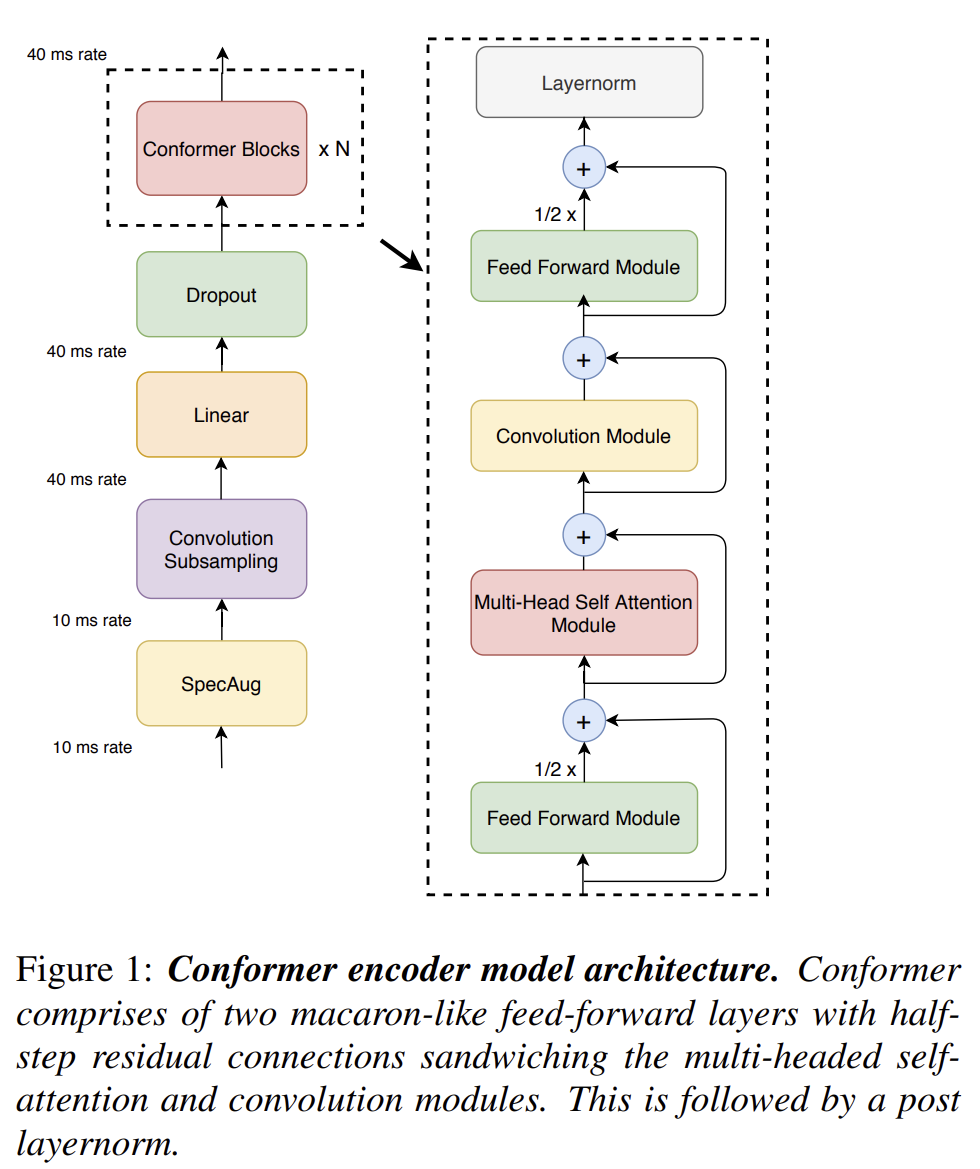 40 ms rate
Conformer Blocks
x N
Dropout
40 ms rate
Linear
40 ms rate
Convolution
Subsampling
10 ms rate
SpecAug
10 ms rate
Layernorm
+
1/2 x
Feed Forward Module
+
Convolution Module
+
Multi-Head Self Attention
Module
+
1/2 x
Feed Forward Module
Figure 1: Conformer encoder model architecture. Conformer
comprises of two macaron-like feed-forward layers with half-
step residual connections sandwiching the multi-headed self-
attention and convolution modules. This is followed by a post
layernorm.